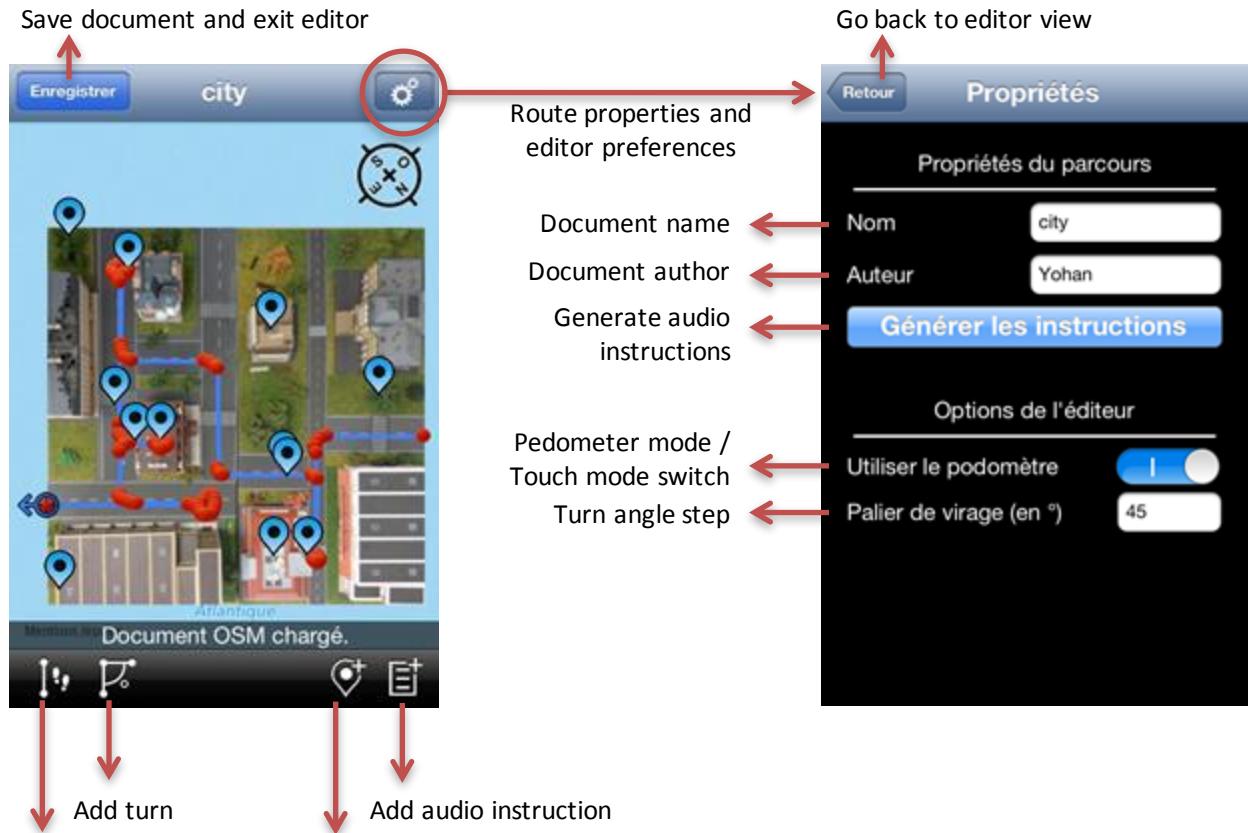 Save document and exit editor
Go back to editor view
Enregistrer
city
Retour
Propriétés
Route properties and
editor preferences
S
O
E
N
Propriétés du parcours
Document name
Nom
city
Document author
Auteur
Yohan
Generate audio
instructions
Générer les instructions
Options de l'éditeur
Pedometer mode /
Touch mode switch
Utiliser le podomètre
Turn angle step
Palier de virage (en °)
45
Atlantique
Document OSM chargé.
Add turn
Add audio instruction